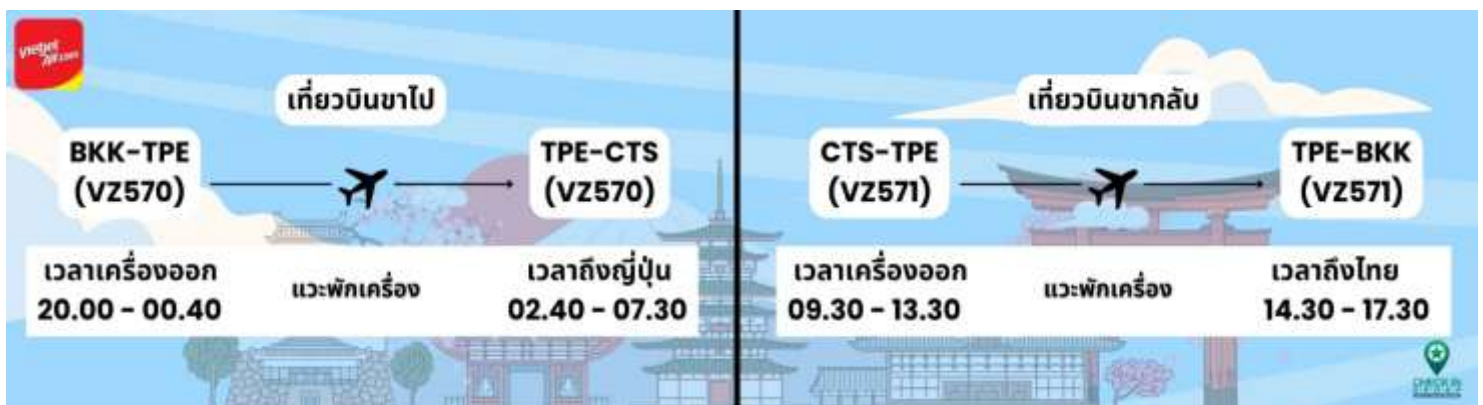 vietjet
Air.com
เที่ยวบินขาไป
BKK-TPE
(VZ570)
TPE-CTS
(VZ570)
เวลาเครื่องออก
20.00 - 00.40
แวะพักเครื่อง
เวลาถึงญี่ปุ่น
02.40 - 07.30
เที่ยวบินขากลับ
CTS-TPE
(VZ571)
TPE-BKK
(VZ571)
เวลาเครื่องออก
09.30 - 13.30
แวะพักเครื่อง
เวลาถึงไทย
14.30 - 17.30
CHECK IN